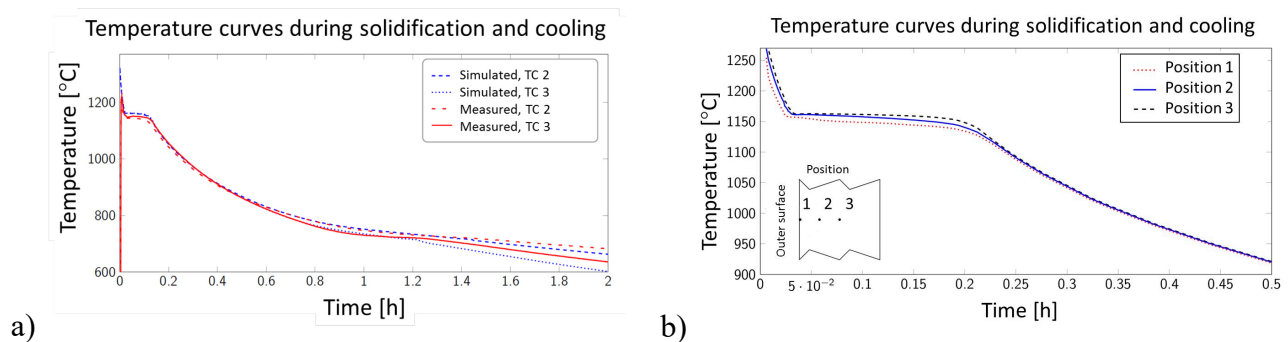 Temperature curves during solidification and cooling
Temperature [°C]
1200
1000
800
600
Simulated, TC 2
Simulated, TC 3
Measured, TC 2
Measured, TC 3
0 0.2 0.4 0.6 0.8 1 1.2 1.4 1.6 1.8 2
Time [h]
a)
Temperature curves during solidification and cooling
Temperature [°C]
1250
1200
1150
1100
1050
1000
950
900
Position 1
Position 2
Position 3
Position
Outer surface
1 2 3
0 5 · 10⁻² 0.1 0.15 0.2 0.25 0.3 0.35 0.4 0.45 0.5
Time [h]
b)